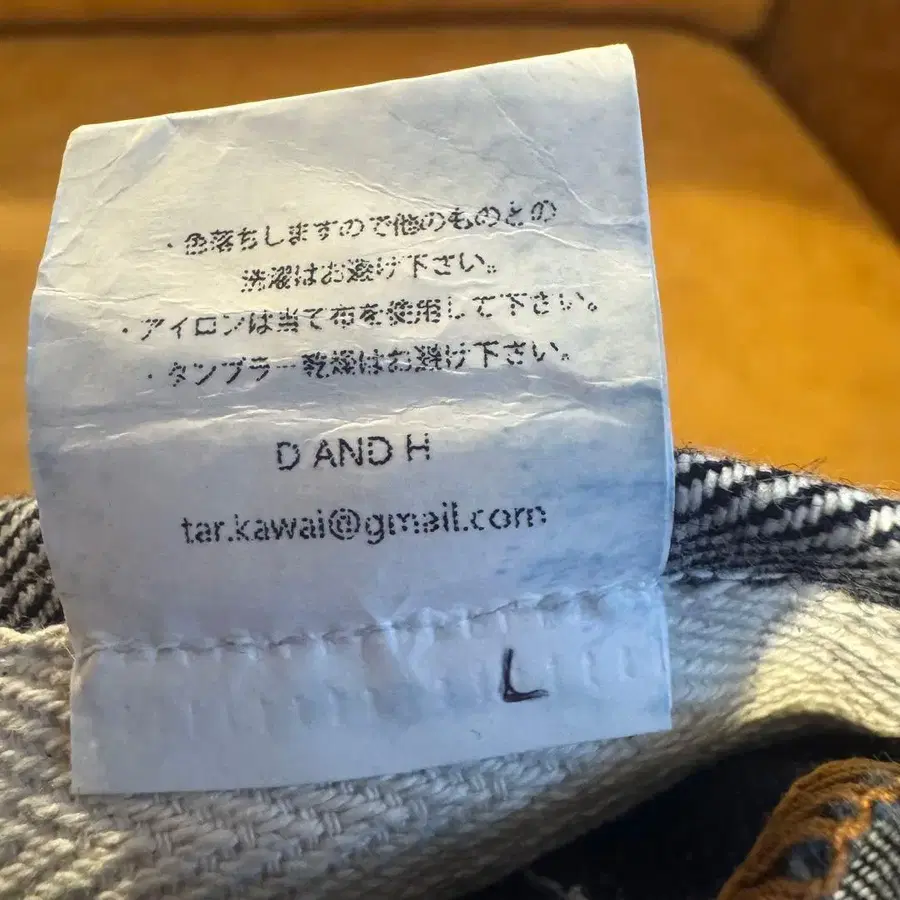 ・色落ちしますので他のものとの
洗濯はお避け下さい。
・アイロンは当て布を使用して下さい。
・タンブラー乾燥はお避け下さい。
D AND H
tar.kawai@gmail.com
L